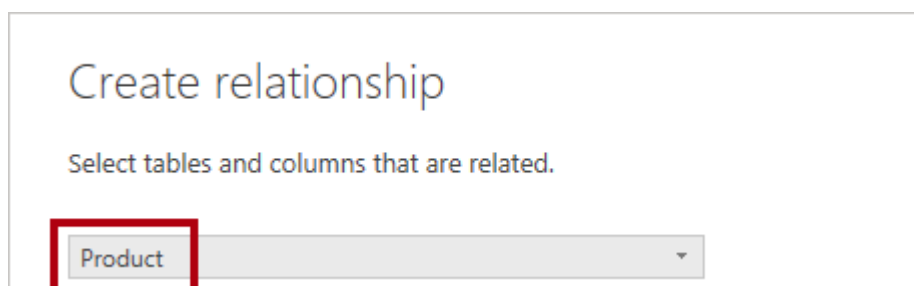 Create relationship
Select tables and columns that are related.
Product